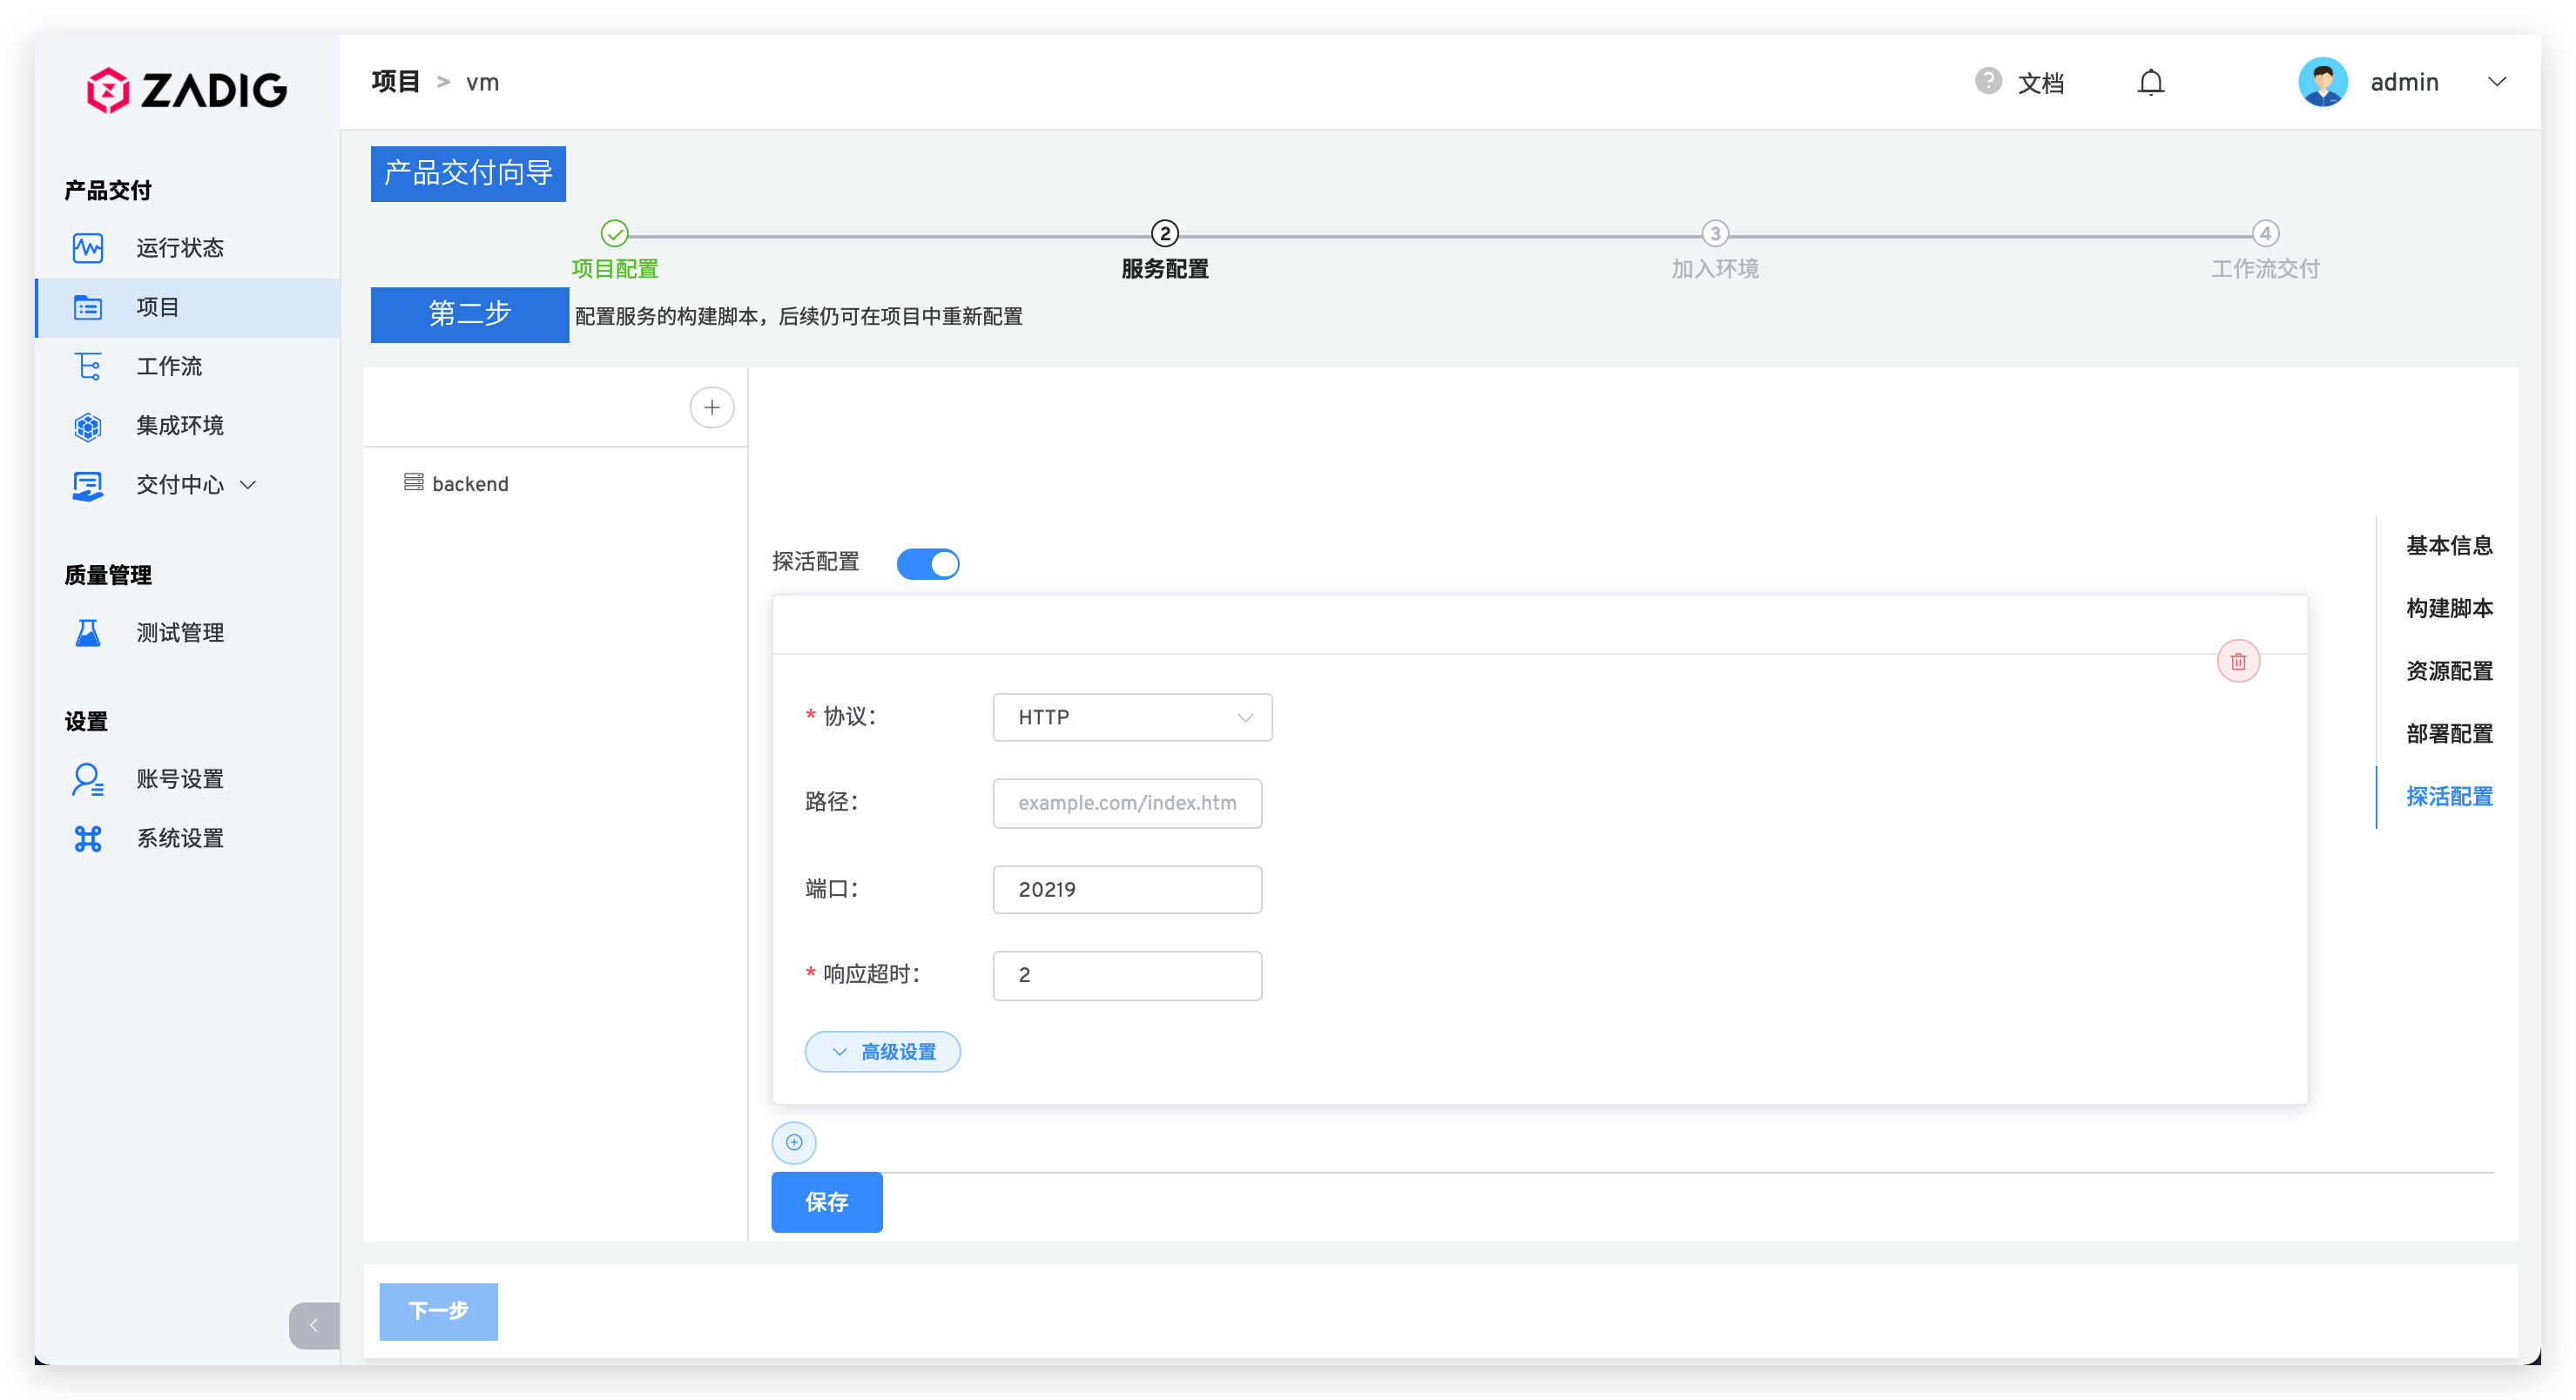 ZADIG
项目 > vm
? 文档
admin
产品交付
运行状态
项目
工作流
集成环境
交付中心
质量管理
测试管理
设置
账号设置
系统设置
产品交付向导
项目配置
2
服务配置
3
加入环境
4
工作流交付
第二步 配置服务的构建脚本，后续仍可在项目中重新配置
backend
探活配置
* 协议： HTTP
路径： example.com/index.htm
端口： 20219
* 响应超时： 2
高级设置
保存
基本信息
构建脚本
资源配置
部署配置
探活配置
下一步